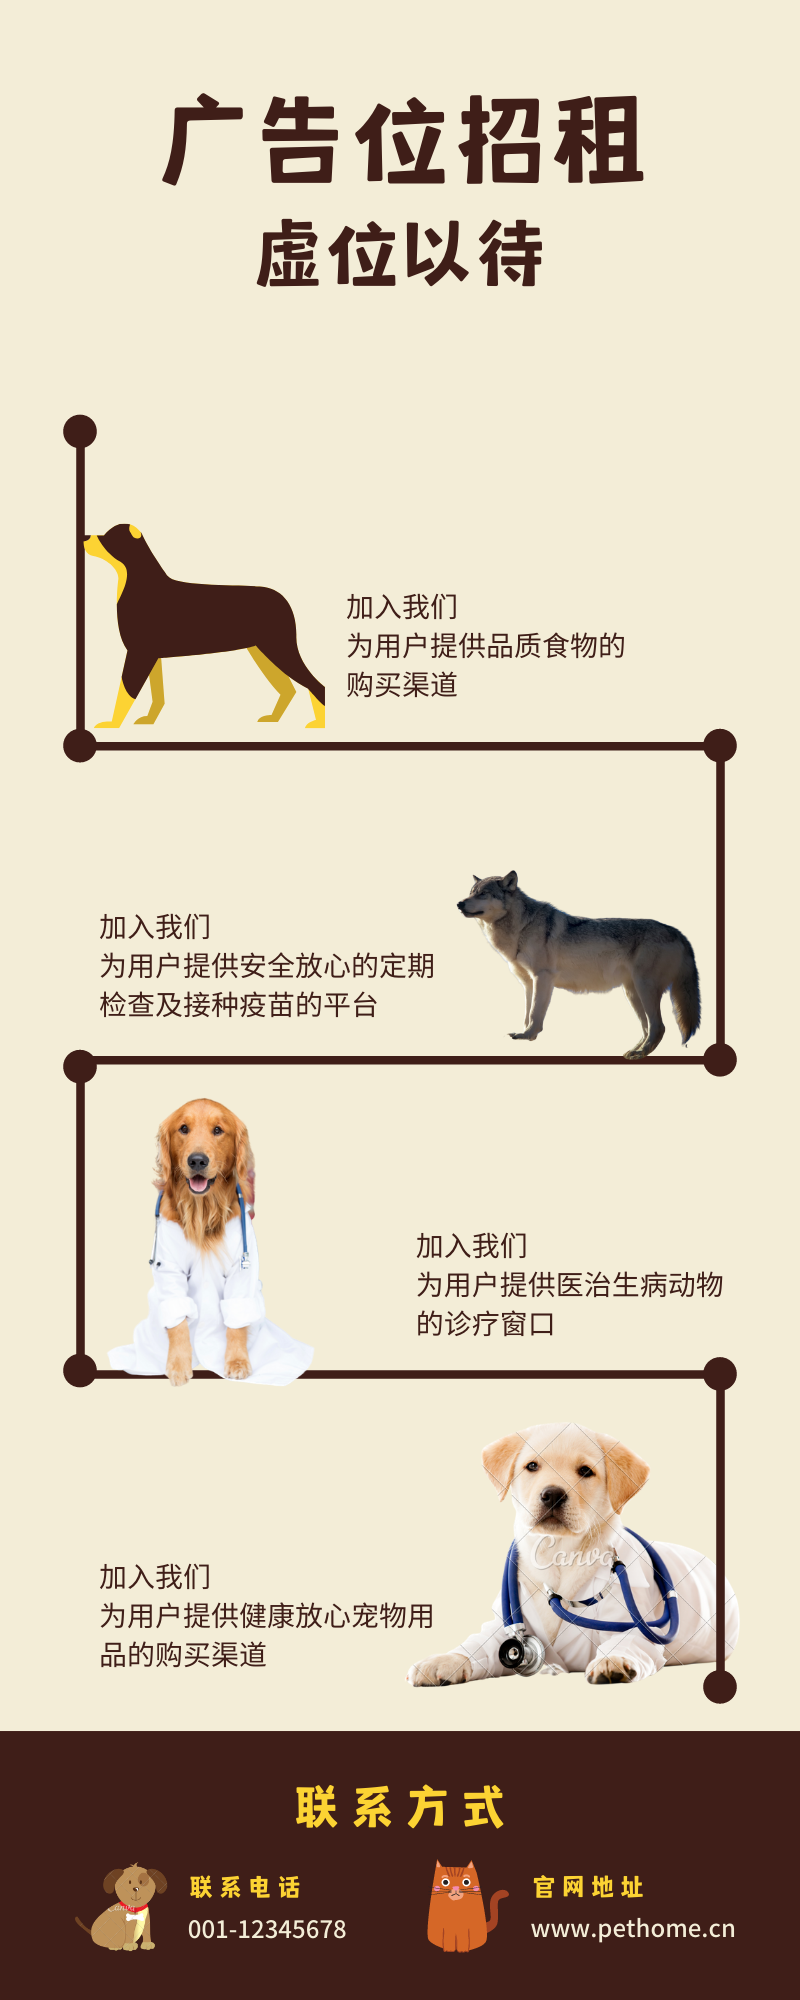 广告位招租
虚位以待
加入我们
为用户提供品质食物的
购买渠道
加入我们
为用户提供安全放心的定期
检查及接种疫苗的平台
加入我们
为用户提供医治生病动物
的诊疗窗口
Canva
加入我们
为用户提供健康放心宠物用
品的购买渠道
联系方式
联系电话
001-12345678
Canva
官网地址
www.pethome.cn